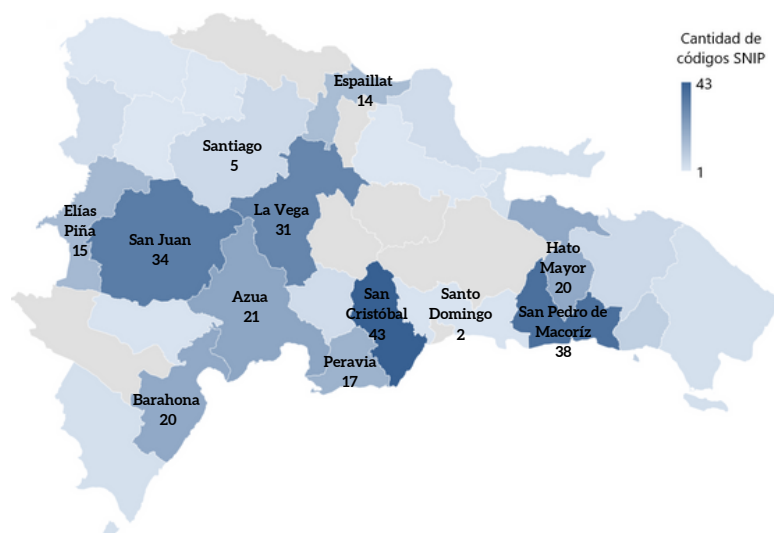 Cantidad de
códigos SNIP
43
1
Espaillat
14
Santiago
5
Elías
Piña
15
San Juan
34
La Vega
31
Azua
21
San
Cristóbal
43
Santo
Domingo
2
Hato
Mayor
20
San Pedro de
Macoríz
38
Peravia
17
Barahona
20